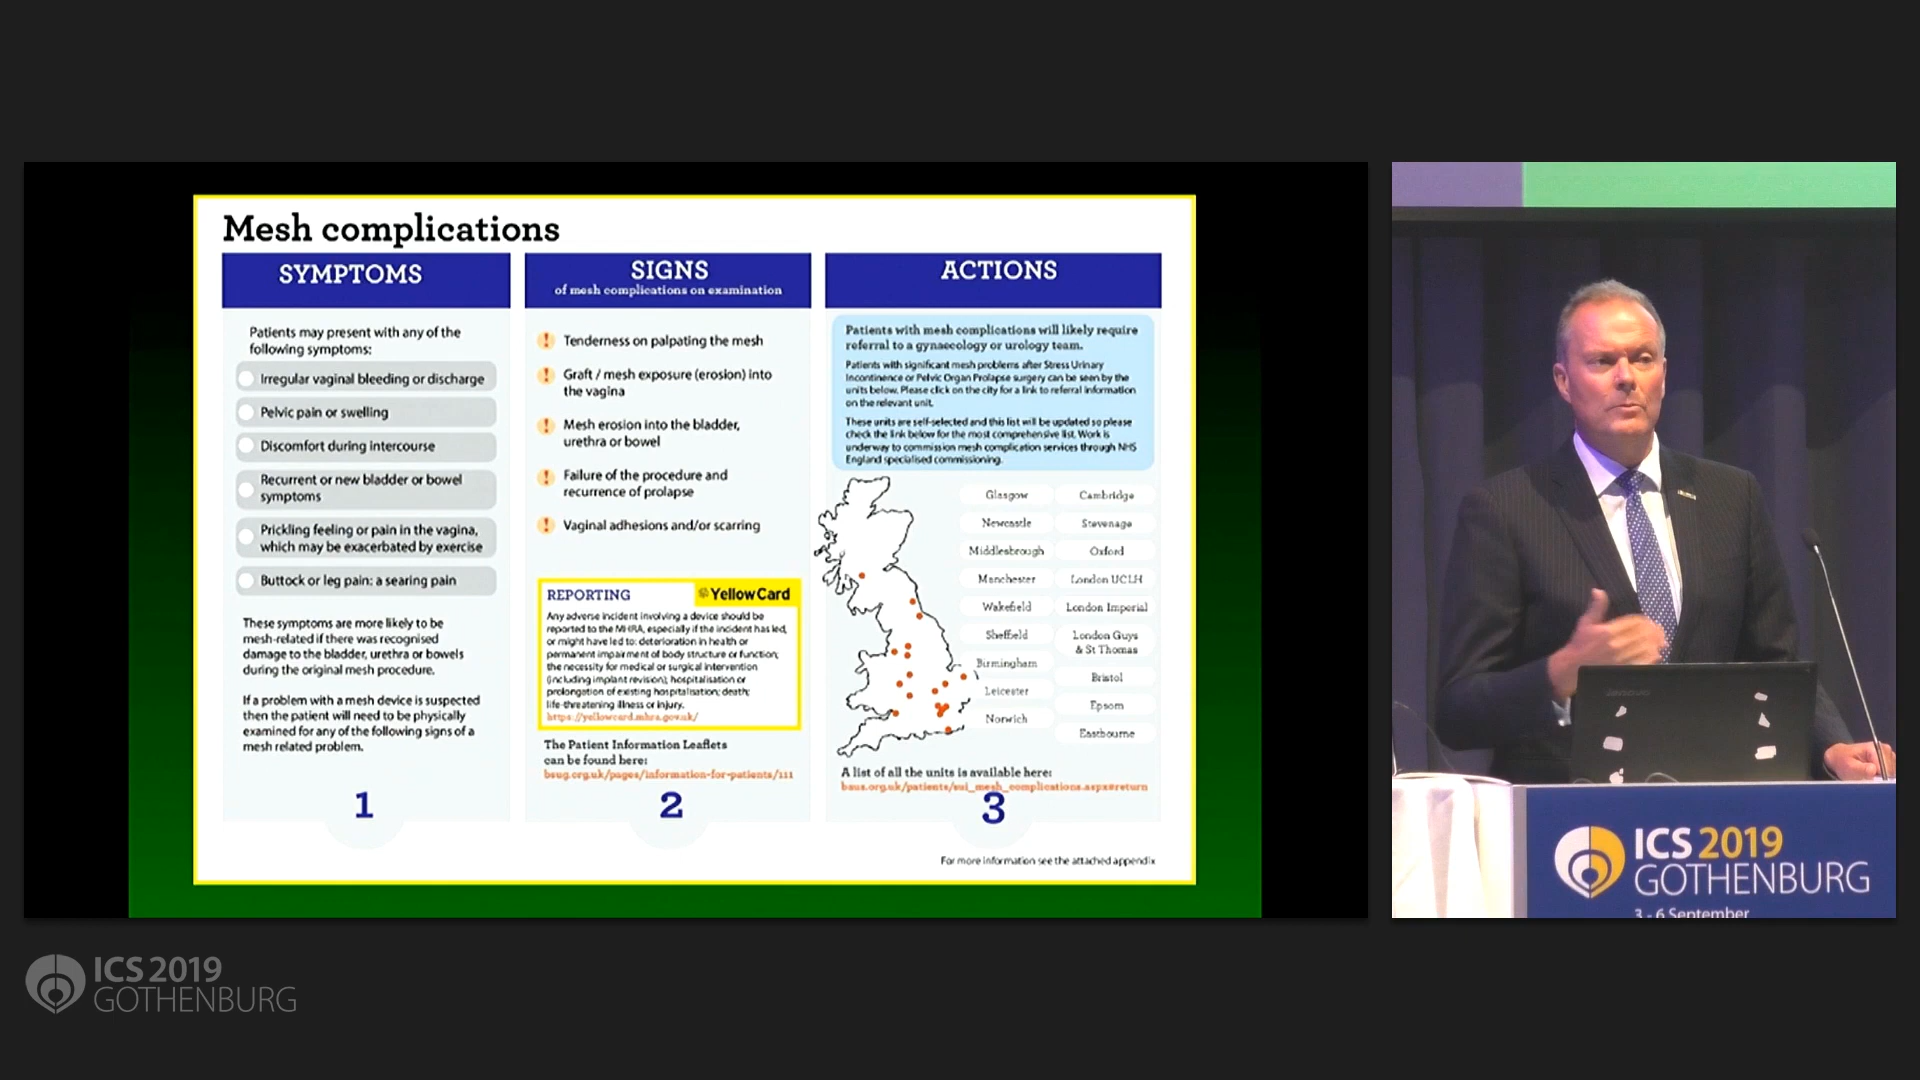 Mesh complications
SYMPTOMS
Patients may present with any of the
following symptoms:
Irregular vaginal bleeding or discharge
Pelvic pain or swelling
Discomfort during intercourse
Recurrent or new bladder or bowel
symptoms
Prickling feeling or pain in the vagina,
which may be exacerbated by exercise
Buttock or leg pain: a searing pain
These symptoms are more likely to be
mesh-related if there was recognised
damage to the bladder, urethra or bowels
during the original mesh procedure.
If a problem with a mesh device is suspected
then the patient will need to be physically
examined for any of the following signs of a
mesh related problem.
1
SIGNS
of mesh complications on examination
! Tenderness on palpating the mesh
! Graft / mesh exposure (erosion) into
the vagina
! Mesh erosion into the bladder,
urethra or bowel
! Failure of the procedure and
recurrence of prolapse
! Vaginal adhesions and/or scarring
REPORTING
YellowCard
Any adverse incident involving a device should be
reported to the MHRA, especially if the incident has led,
or might have led to: deterioration in health or
permanent impairment of body structure or function;
the necessity for medical or surgical intervention
(including implant revision); hospitalisation or
prolongation of existing hospitalisation; death;
life-threatening illness or injury.
https://yellowcard.mhra.gov.uk/
The Patient Information Leaflets
can be found here:
bsug.org.uk/pages/information-for-patients/111
2
ACTIONS
Patients with mesh complications will likely require
referral to a gynaecology or urology team.
Patients with significant mesh problems after Stress Urinary
Incontinence or Pelvic Organ Prolapse surgery can be seen by the
units below. Please click on the city for a link to referral information
on the relevant unit.
These units are self-selected and this list will be updated so please
check the link below for the most comprehensive list. Work is
underway to commission mesh complication services through NHS
England specialised commissioning.
Glasgow
Newcastle
Middlesbrough
Manchester
Wakefield
Sheffield
Birmingham
Leicester
Norwich
Cambridge
Stevenage
Oxford
London UCLH
London Imperial
London Guys
& St Thomas
Bristol
Epsom
Eastbourne
A list of all the units is available here:
baus.org.uk/patients/sui_mesh_complications.aspx#return
3
For more information see the attached appendix
lenovo
ICS 2019
GOTHENBURG
3 - 6 September
ICS 2019
GOTHENBURG